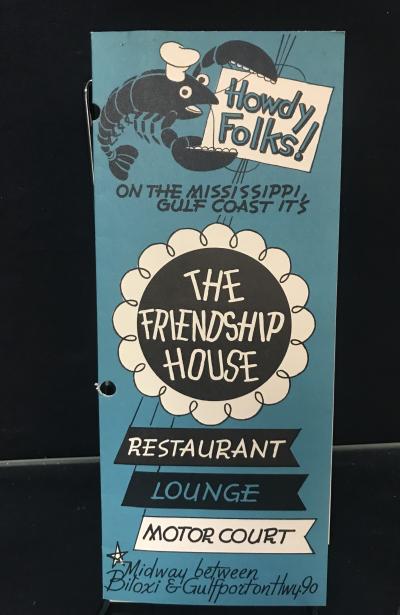 Howdy
Folks!
ON THE MISSISSIPPI,
GULF COAST IT'S
THE
FRIENDSHIP
HOUSE
RESTAURANT
LOUNGE
MOTOR COURT
Midway between
Biloxi & Gulfport on Hwy. 90